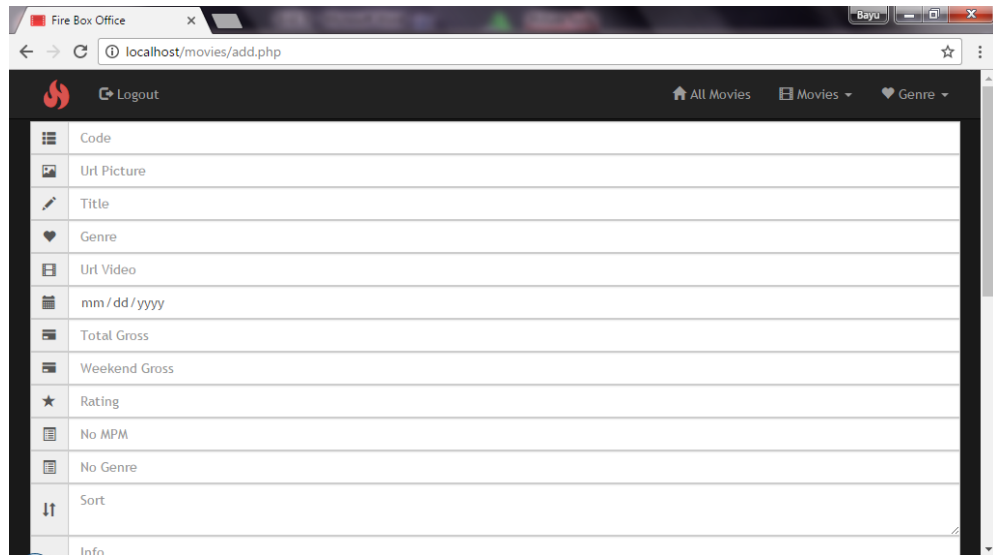 Fire Box Office
Bayu
localhost/movies/add.php
Logout All Movies Movies Genre
Code
Url Picture
Title
Genre
Url Video
mm/dd/yyyy
Total Gross
Weekend Gross
Rating
No MPM
No Genre
Sort
Info